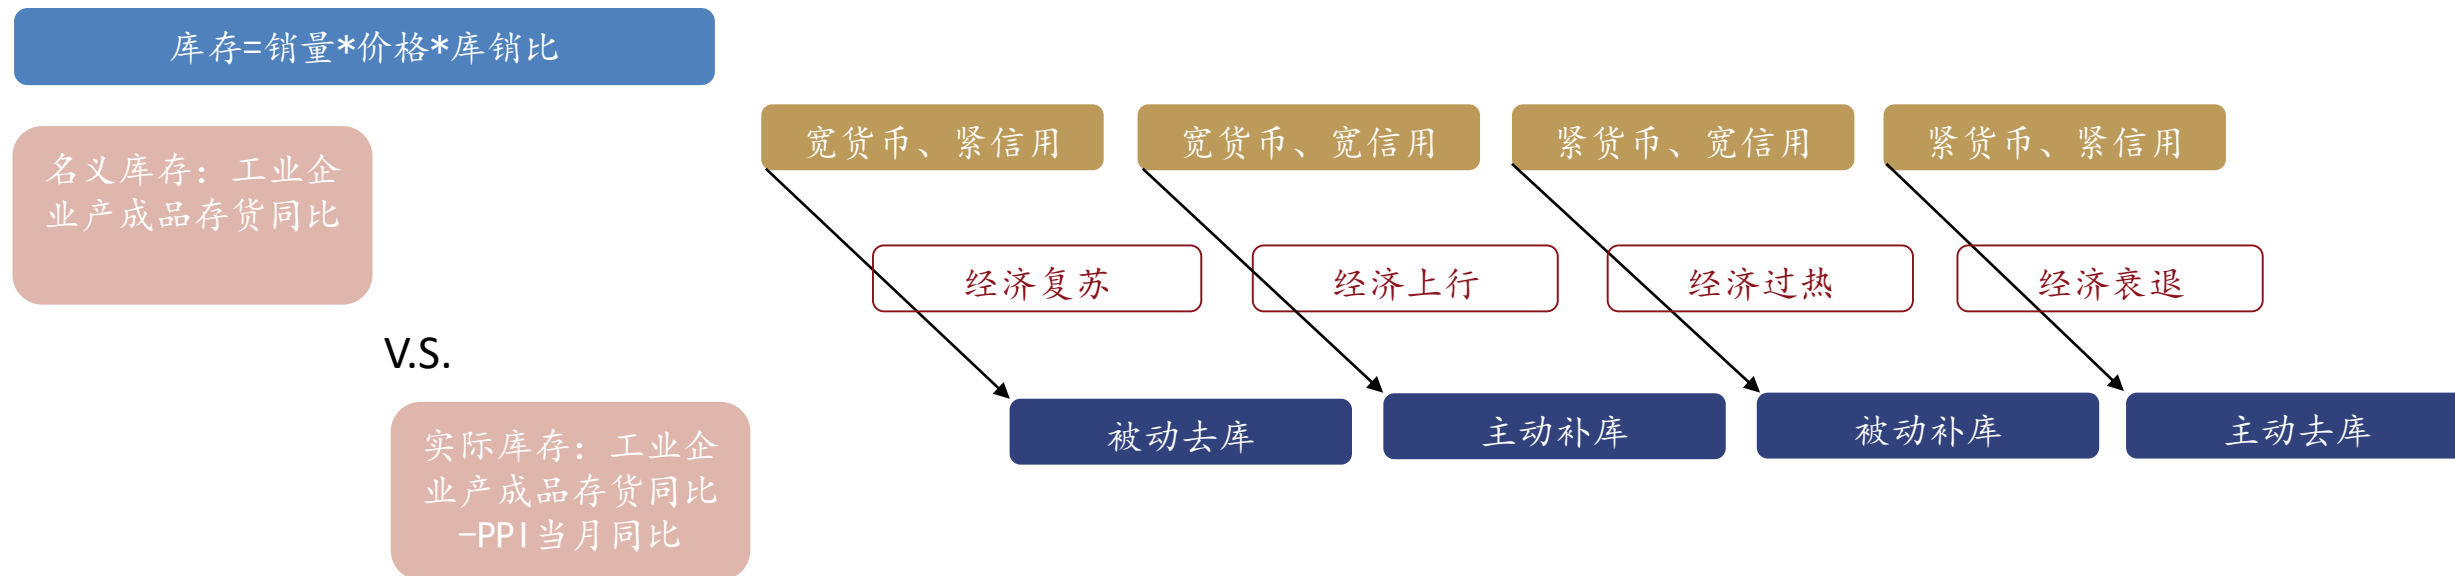 库存=销量*价格*库销比
名义库存：工业企
业产成品存货同比
V.S.
实际库存：工业企
业产成品存货同比
-PPI当月同比
宽货币、紧信用
宽货币、宽信用
紧货币、宽信用
紧货币、紧信用
经济复苏
经济上行
经济过热
经济衰退
被动去库
主动补库
被动补库
主动去库